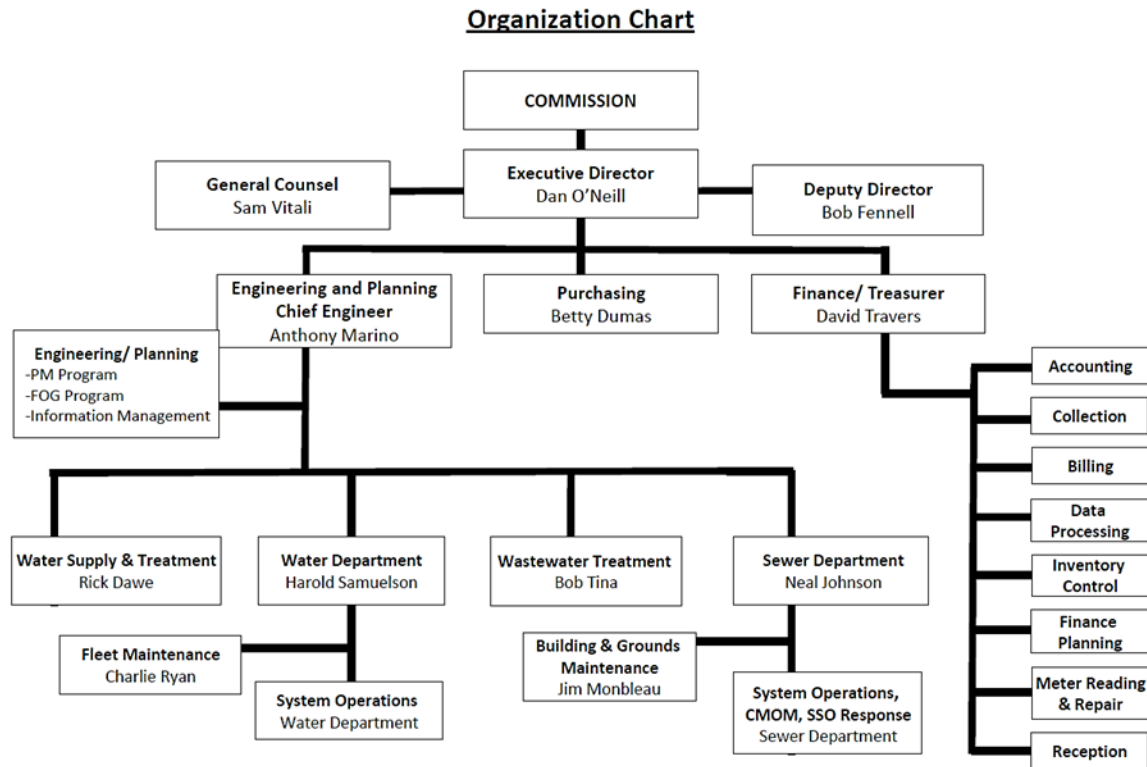 Organization Chart
COMMISSION
Executive Director
Dan O’Neill
General Counsel
Sam Vitali
Deputy Director
Bob Fennell
Engineering and Planning
Chief Engineer
Anthony Marino
Purchasing
Betty Dumas
Finance/ Treasurer
David Travers
Engineering/ Planning
-PM Program
-FOG Program
-Information Management
Accounting
Collection
Billing
Data
Processing
Inventory
Control
Finance
Planning
Meter Reading
& Repair
Reception
Water Supply & Treatment
Rick Dawe
Water Department
Harold Samuelson
Wastewater Treatment
Bob Tina
Sewer Department
Neal Johnson
Fleet Maintenance
Charlie Ryan
System Operations
Water Department
Building & Grounds
Maintenance
Jim Monbleau
System Operations,
CMOM, SSO Response
Sewer Department